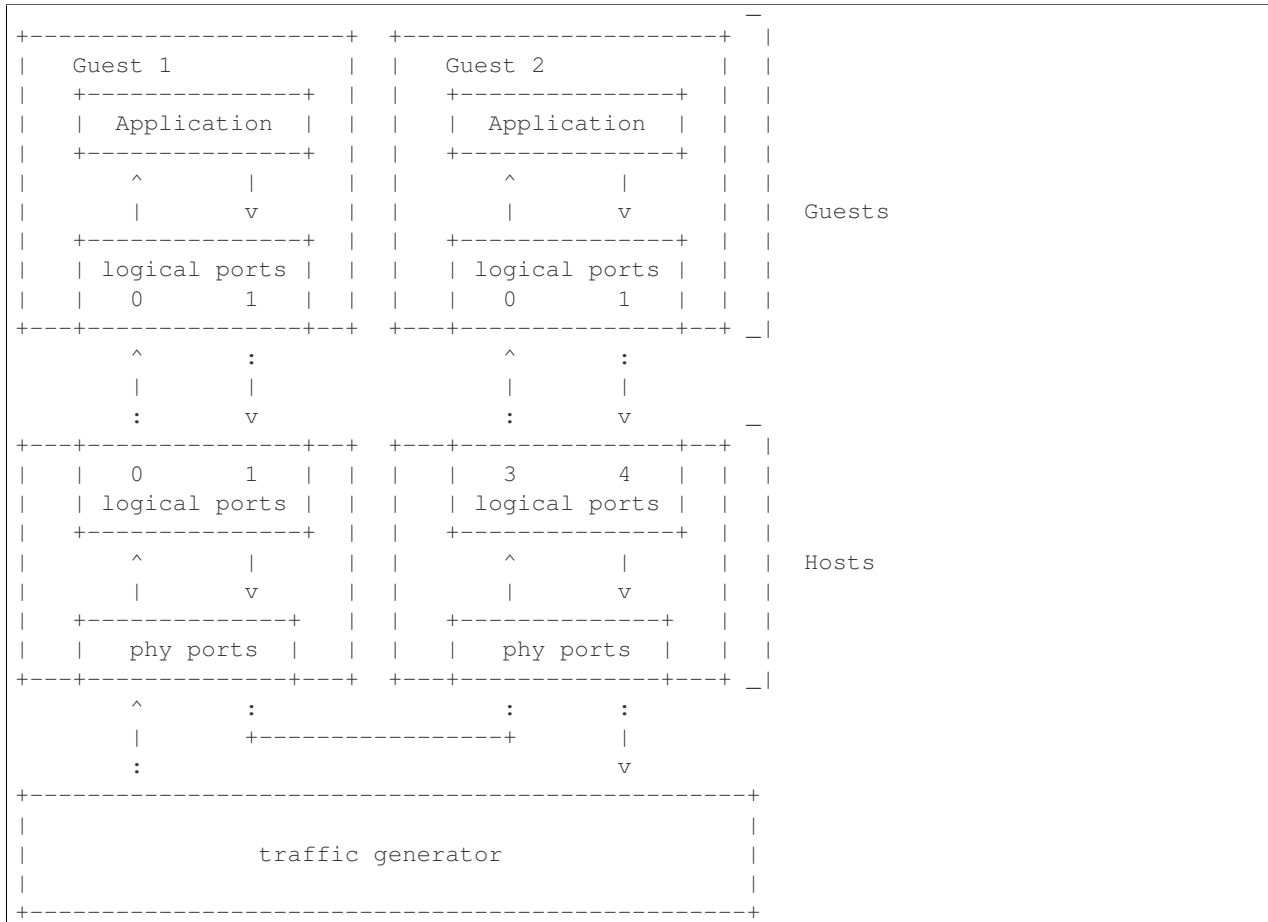 _
+----------------------+  +----------------------+  |
|   Guest 1            |  |   Guest 2            |  |
|   +---------------+  |  |   +---------------+  |  |
|   |  Application  |  |  |   |  Application  |  |  |
|   +---------------+  |  |   +---------------+  |  |
|       ^       |      |  |       ^       |      |  |
|       |       v      |  |       |       v      |  |  Guests
|   +---------------+  |  |   +---------------+  |  |
|   | logical ports |  |  |   | logical ports |  |  |
|   |   0       1   |  |  |   |   0       1   |  |  |
+---+---------------+--+  +---+---------------+--+ _|
        ^       :                 ^       :
        |       |                 |       |
        :       v                 :       v        _
+---+---------------+--+  +---+---------------+--+  |
|   |   0       1   |  |  |   |   3       4   |  |  |
|   | logical ports |  |  |   | logical ports |  |  |
|   +---------------+  |  |   +---------------+  |  |
|       ^       |      |  |       ^       |      |  |  Hosts
|       |       v      |  |       |       v      |  |
|   +--------------+   |  |   +--------------+   |  |
|   |   phy ports  |   |  |   |   phy ports  |   |  |
+---+--------------+---+  +---+--------------+---+ _|
        ^       :                 :       :
        |       +-----------------+       |
        :                                 v
+--------------------------------------------------+
|                                                  |
|                traffic generator                 |
|                                                  |
+--------------------------------------------------+